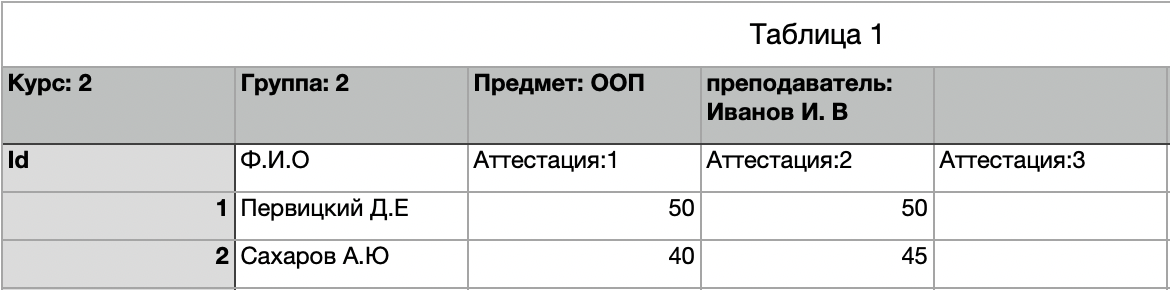 Таблица 1
Курс: 2 Группа: 2 Предмет: ООП преподаватель:
Иванов И. В
Id Ф.И.О Аттестация:1 Аттестация:2 Аттестация:3
1 Первицкий Д.Е 50 50
2 Сахаров А.Ю 40 45